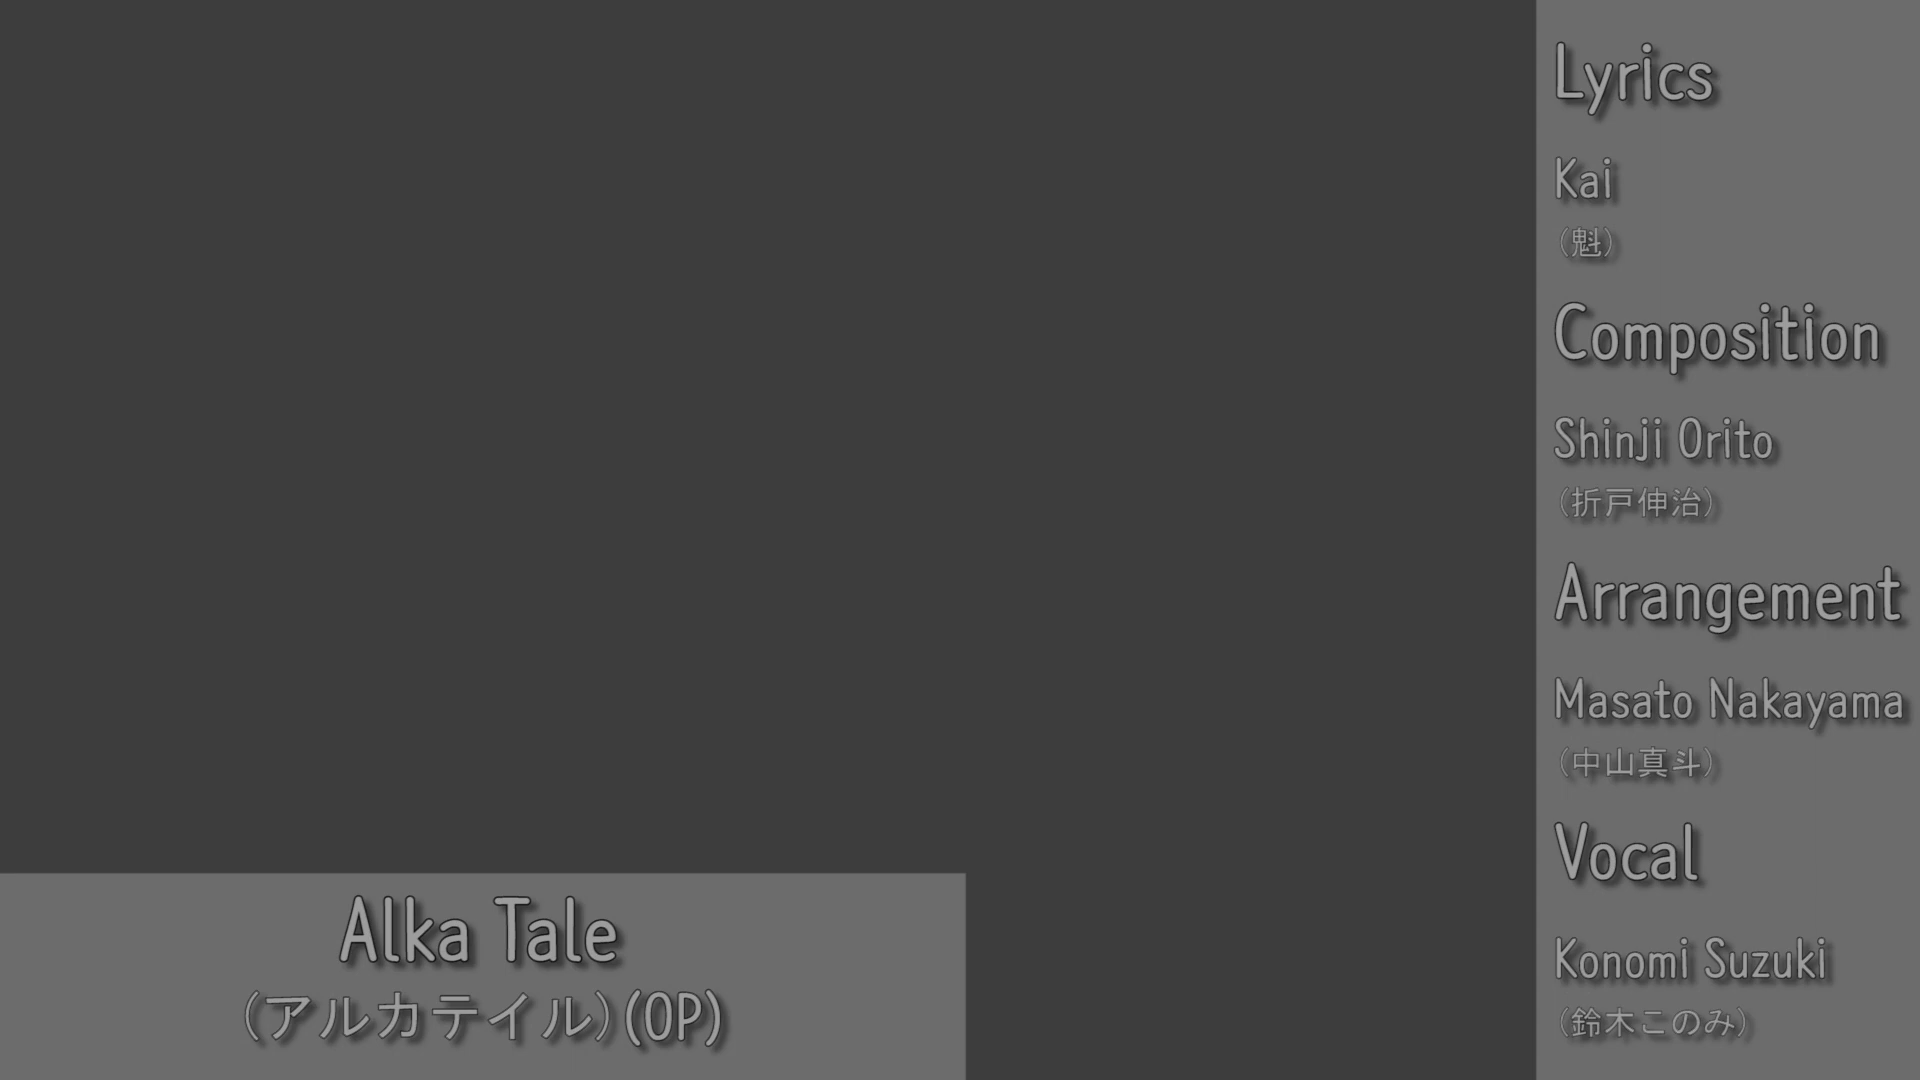 Lyrics
Kai
（魁）
Composition
Shinji Orito
（折戸伸治）
Arrangement
Masato Nakayama
（中山真斗）
Vocal
Konomi Suzuki
（鈴木このみ）
Alka Tale
（アルカテイル）(OP)